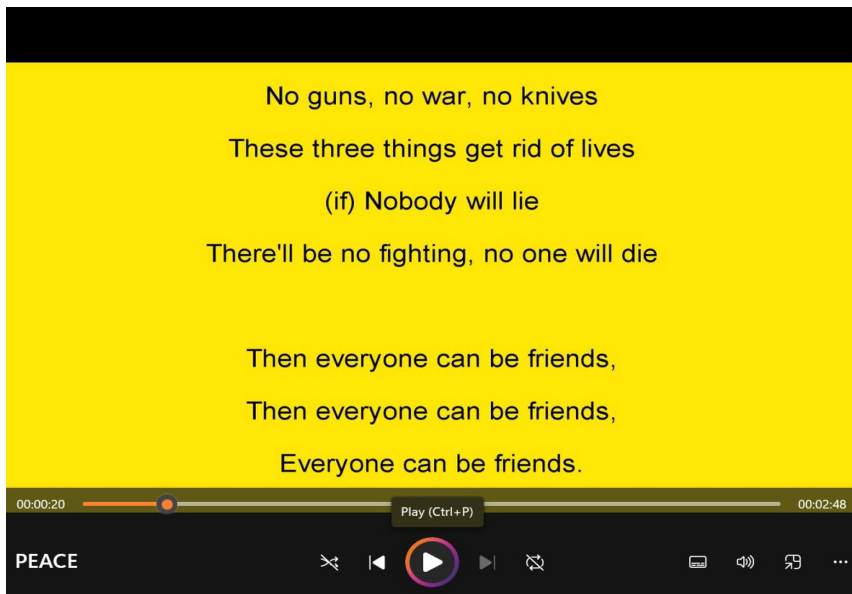 No guns, no war, no knives
These three things get rid of lives
(if) Nobody will lie
There'll be no fighting, no one will die
Then everyone can be friends,
Then everyone can be friends,
Everyone can be friends.
00:00:20
Play (Ctrl+P)
00:02:48
PEACE